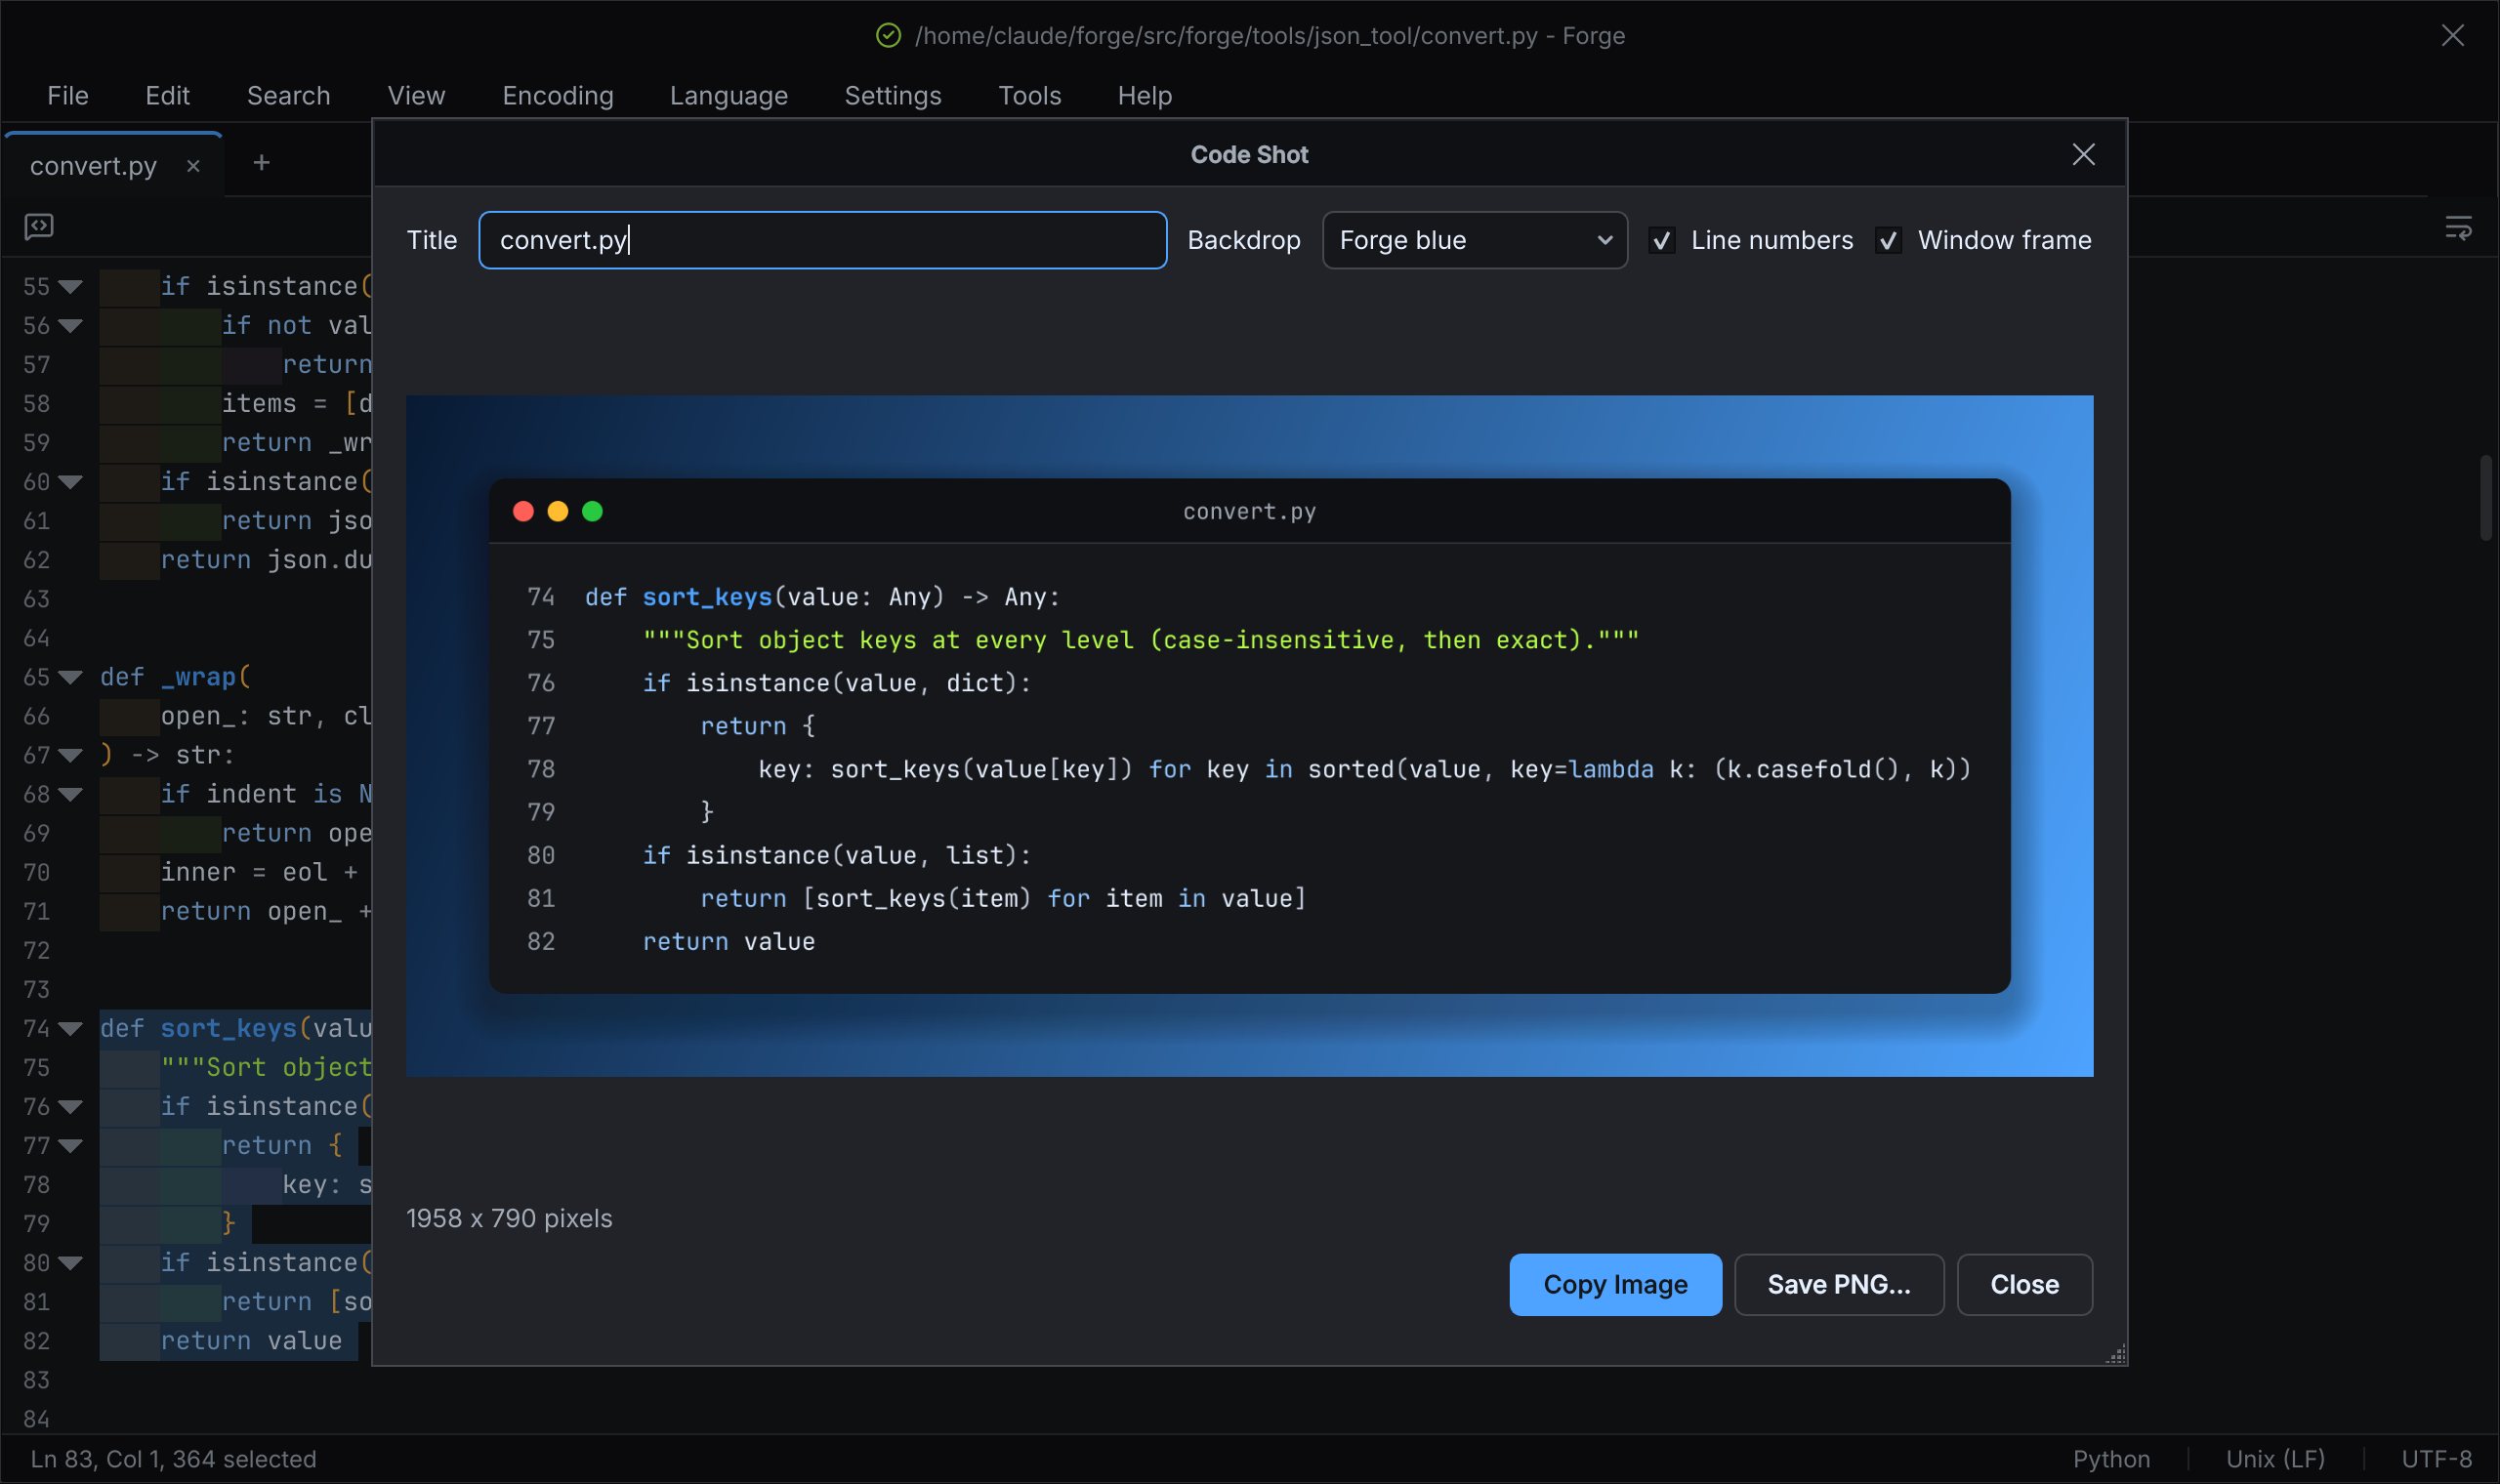 /home/claude/forge/src/forge/tools/json_tool/convert.py - Forge
File Edit Search View Encoding Language Settings Tools Help
convert.py
Code Shot
Title convert.py Backdrop Forge blue Line numbers Window frame
55 if isinstance(
56 if not val
57 return
58 items = [d
59 return _wr
60 if isinstance(
61 return jso
62 return json.du
63
64
65 def _wrap(
66 open_: str, cl
67 ) -> str:
68 if indent is N
69 return ope
70 inner = eol +
71 return open_ +
72
73
74 def sort_keys(valu
75 """Sort object
76 if isinstance(
77 return {
78 key: s
79 }
80 if isinstance(
81 return [so
82 return value
83
84
convert.py
74 def sort_keys(value: Any) -> Any:
75 """Sort object keys at every level (case-insensitive, then exact)."""
76 if isinstance(value, dict):
77 return {
78 key: sort_keys(value[key]) for key in sorted(value, key=lambda k: (k.casefold(), k))
79 }
80 if isinstance(value, list):
81 return [sort_keys(item) for item in value]
82 return value
1958 x 790 pixels
Copy Image Save PNG... Close
Ln 83, Col 1, 364 selected Python Unix (LF) UTF-8